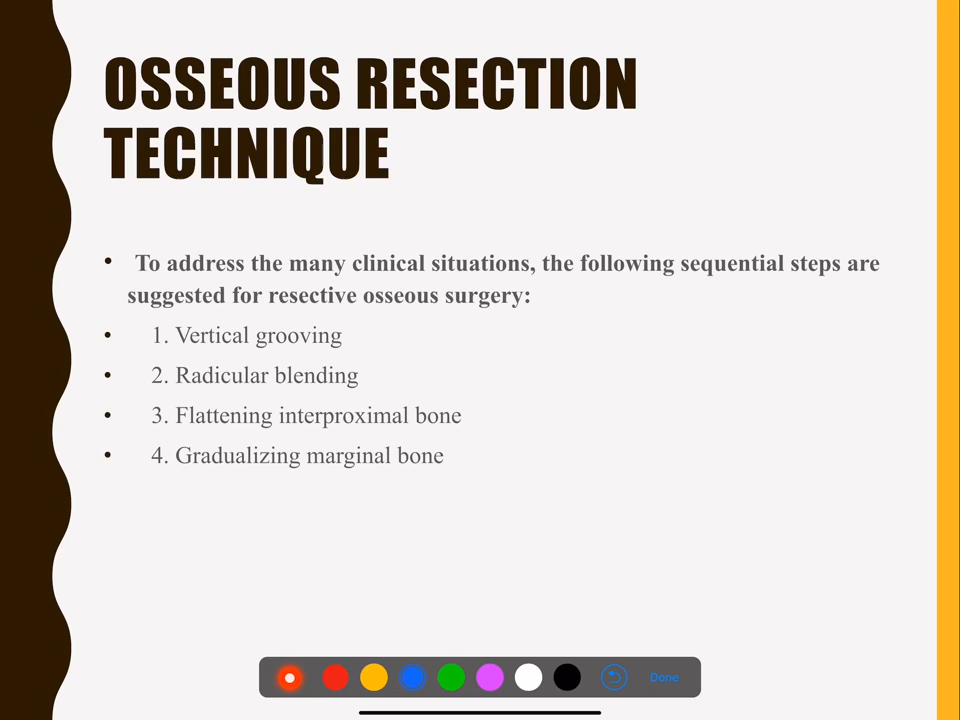 OSSEOUS RESECTION
TECHNIQUE
• To address the many clinical situations, the following sequential steps are
suggested for resective osseous surgery:
• 1. Vertical grooving
• 2. Radicular blending
• 3. Flattening interproximal bone
• 4. Gradualizing marginal bone
Done